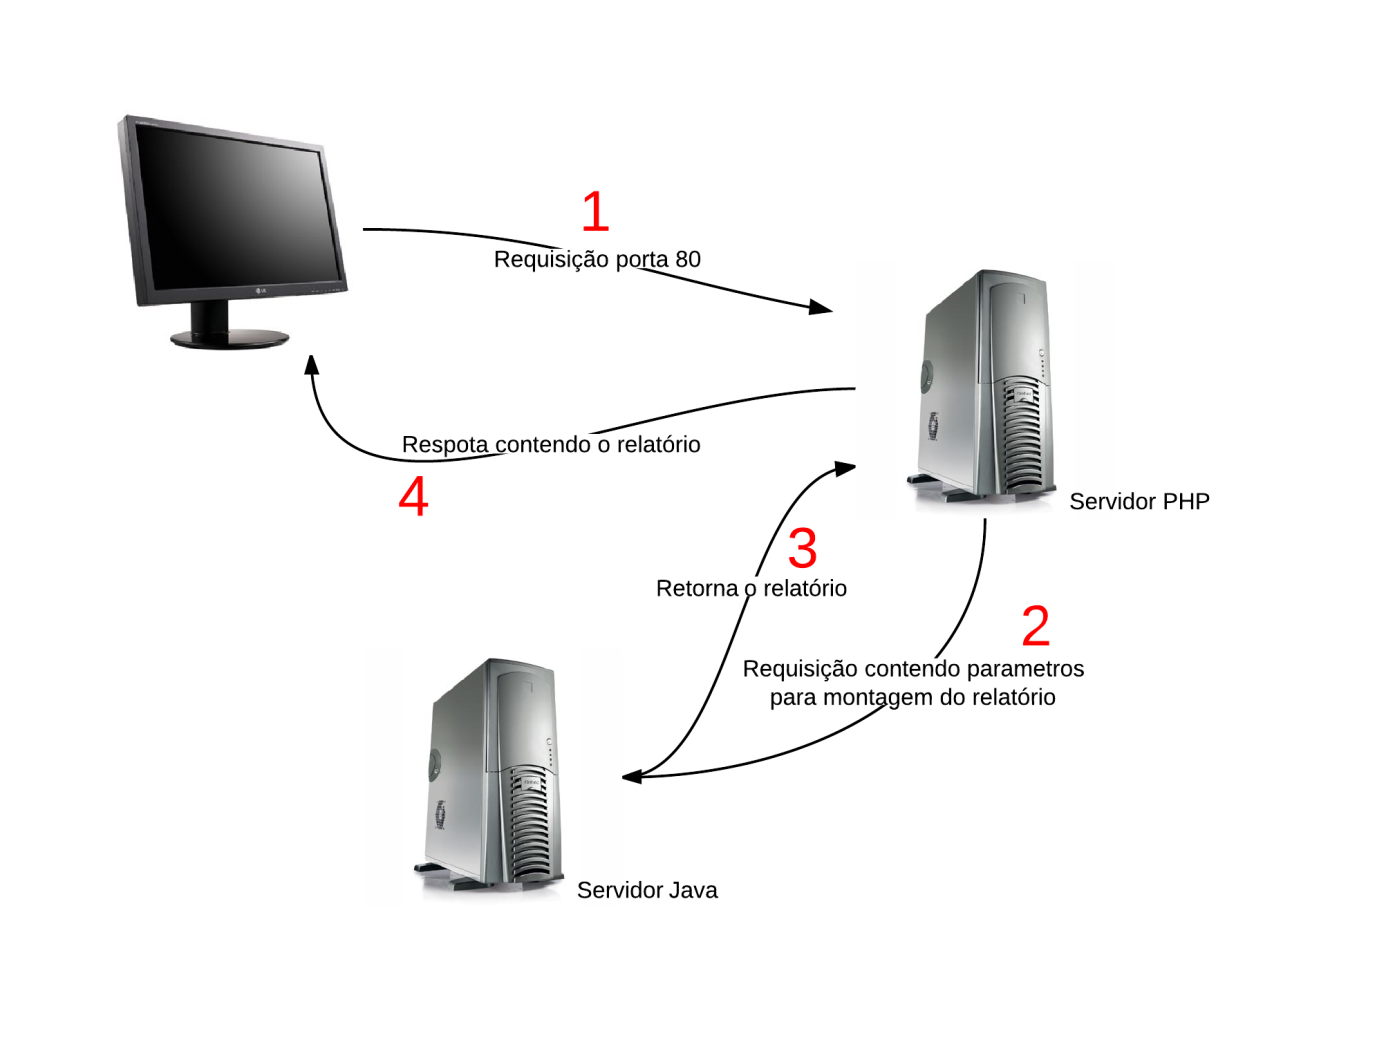 1
Requisição porta 80
Respota contendo o relatório
4
Servidor PHP
3
Retorna o relatório
2
Requisição contendo parametros
para montagem do relatório
Servidor Java